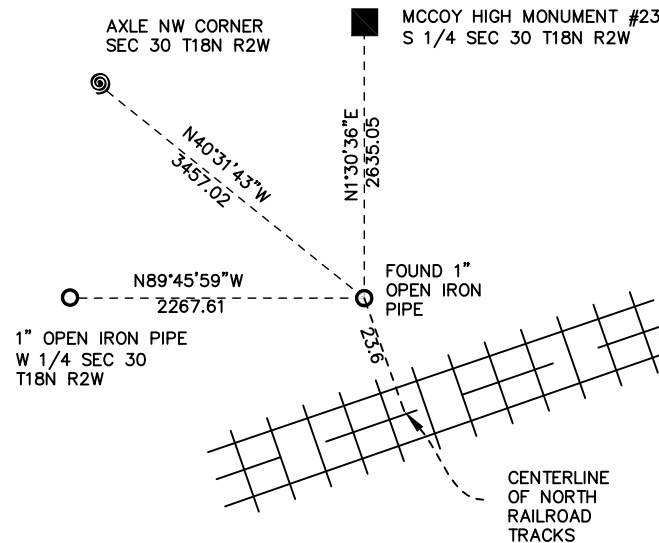 AXLE NW CORNER
SEC 30 T18N R2W
MCCOY HIGH MONUMENT #23
S 1/4 SEC 30 T18N R2W
N40°31'43"W
3457.02
N1°30'36"E
2635.05
N89°45'59"W
2267.61
FOUND 1"
OPEN IRON
PIPE
1" OPEN IRON PIPE
W 1/4 SEC 30
T18N R2W
23.6
CENTERLINE
OF NORTH
RAILROAD
TRACKS